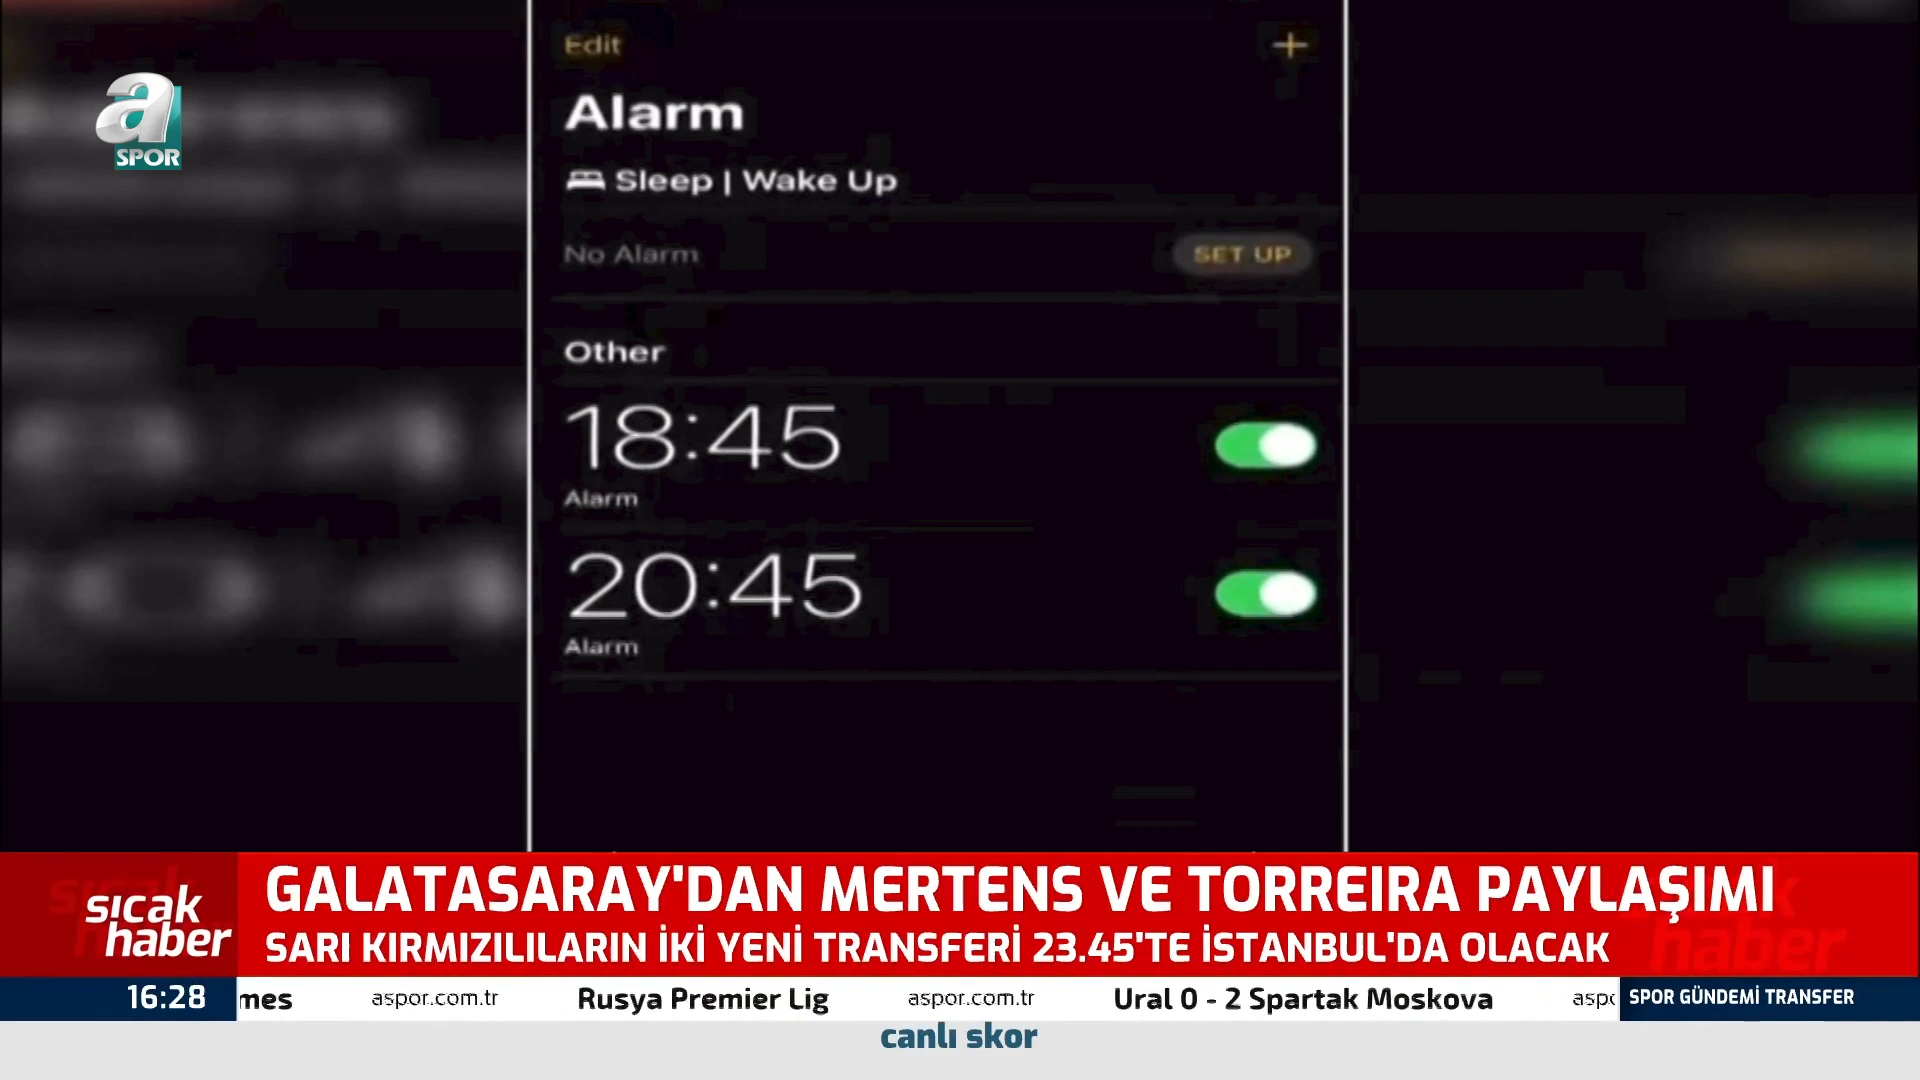 Edit
+
a
SPOR
Alarm
Sleep | Wake Up
No Alarm
SET UP
Other
18:45
Alarm
20:45
Alarm
sıcak
haber
GALATASARAY'DAN MERTENS VE TORREIRA PAYLAŞIMI
SARI KIRMIZILILARIN İKİ YENİ TRANSFERİ 23.45'TE İSTANBUL'DA OLACAK
haber
16:28
aspor.com.tr
Rusya Premier Lig
aspor.com.tr
Ural 0 - 2 Spartak Moskova
SPOR GÜNDEMİ TRANSFER
canlı skor